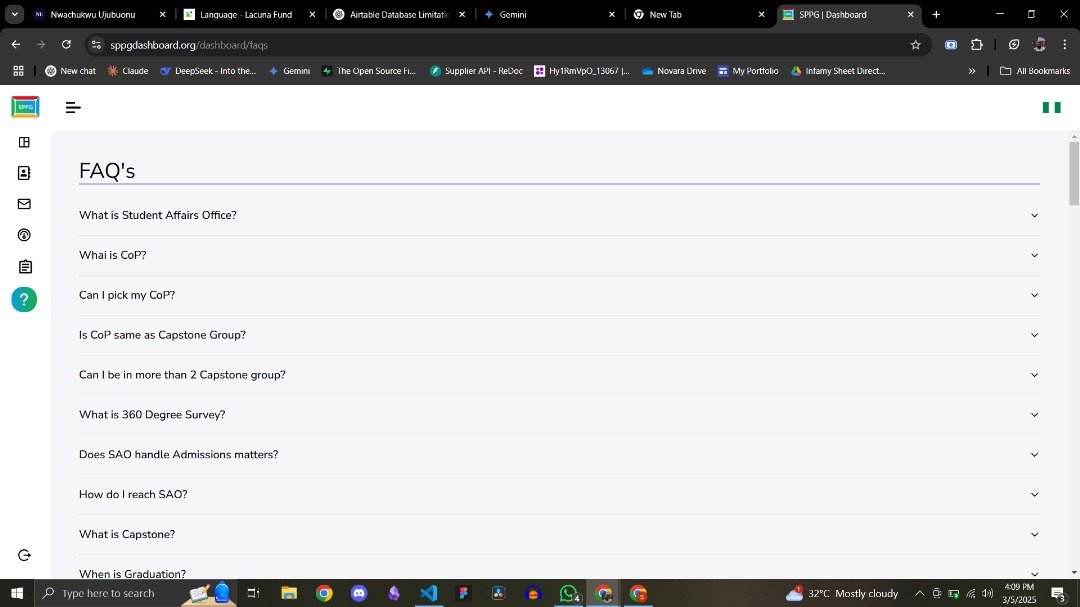 Nwachukwu Ujubuonu
Language - Lacuna Fund
Airtable Database Limitatic
Gemini
New Tab
SPPG | Dashboard
sppgdashboard.org/dashboard/faqs
New chat
Claude
DeepSeek - Into the...
Gemini
The Open Source Fi...
Supplier API - ReDoc
Hy1RmVpO_13067 |...
Novara Drive
My Portfolio
Infamy Sheet Direct...
»
All Bookmarks
SPPG
FAQ's
What is Student Affairs Office?
Whai is CoP?
Can I pick my CoP?
Is CoP same as Capstone Group?
Can I be in more than 2 Capstone group?
What is 360 Degree Survey?
Does SAO handle Admissions matters?
How do I reach SAO?
What is Capstone?
When is Graduation?
?
Type here to search
4
32°C Mostly cloudy
4:09 PM
3/5/2025
3